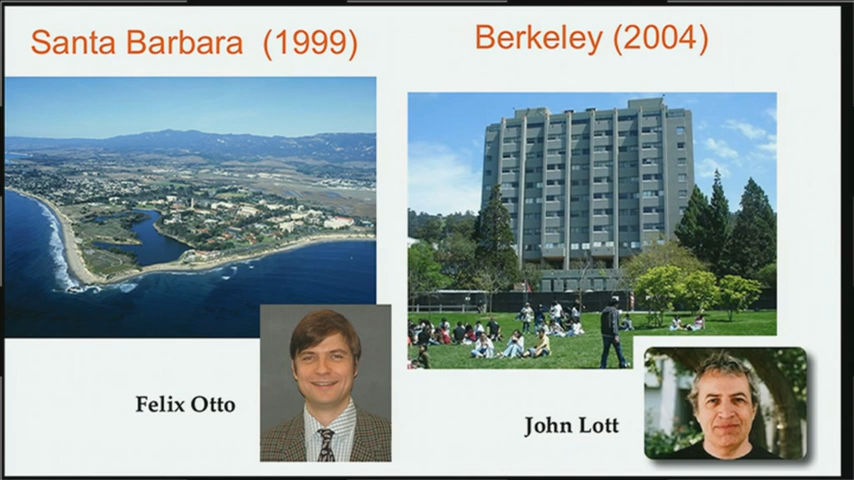 Santa Barbara (1999)
Berkeley (2004)
Felix Otto
John Lott